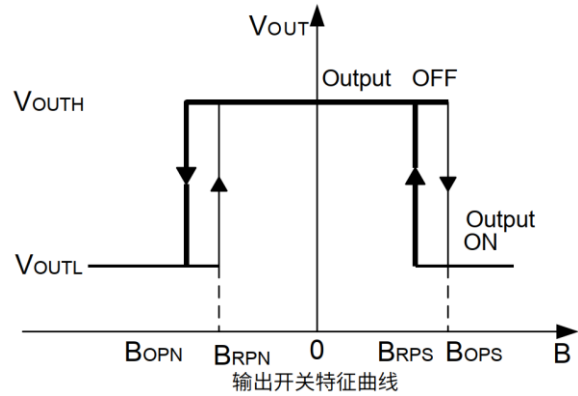 VOUT
Output OFF
VOUTH
Output
ON
VOUTL
BOPN BRPN 0 BRPS BOPS B
输出开关特征曲线